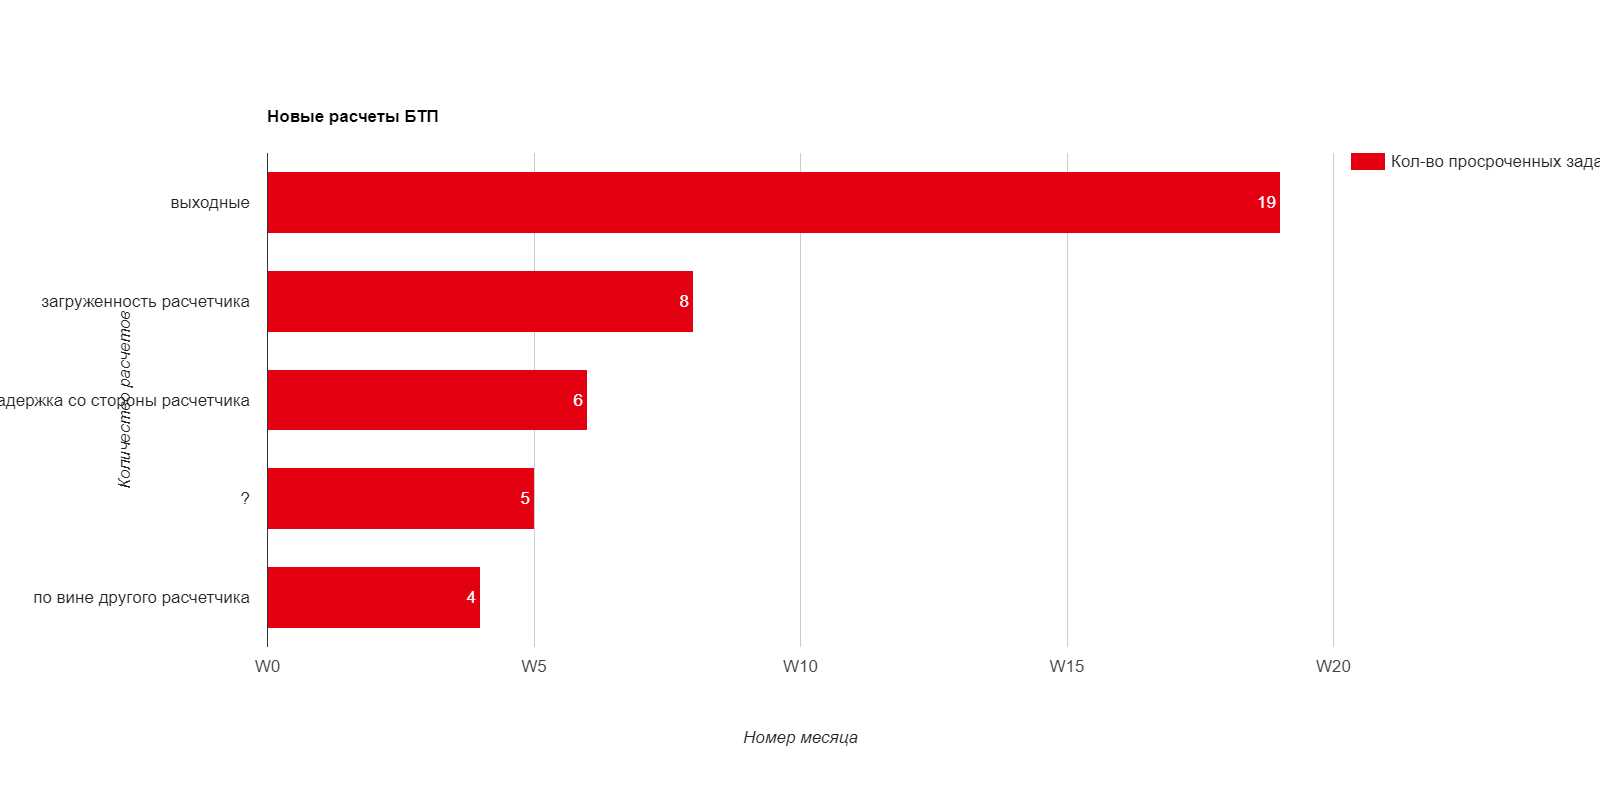 Новые расчеты БТП
Кол-во просроченных зада
выходные
19
загруженность расчетчика
8
адержка со стороны расчетчика
6
?
5
по вине другого расчетчика
4
Количество расчетов
W0 W5 W10 W15 W20
Номер месяца